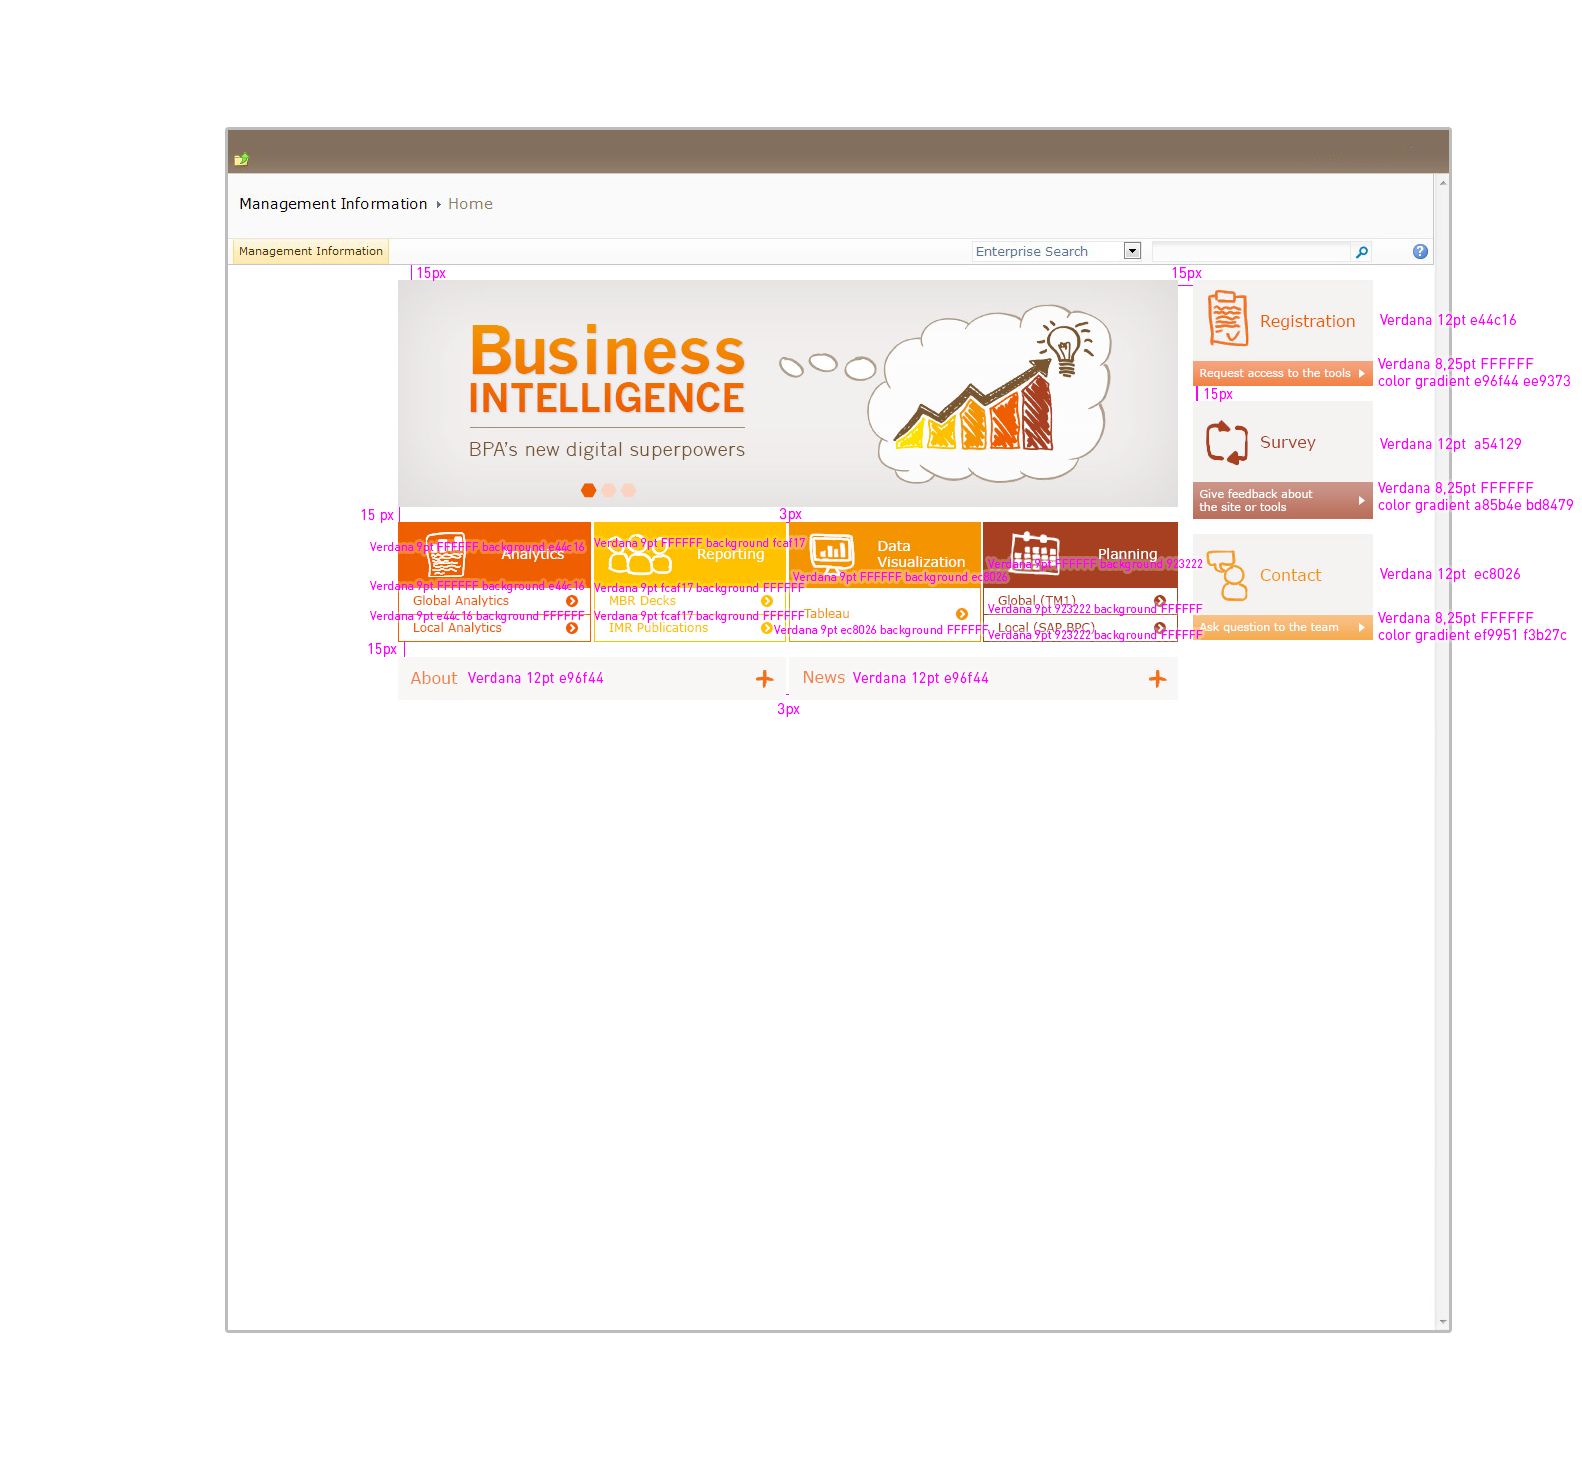 Management Information Home
Management Information
Enterprise Search
15px
15px
Business
INTELLIGENCE
BPA's new digital superpowers
Registration
Verdana 12pt e44c16
Request access to the tools
Verdana 8,25pt FFFFFF
color gradient e96f44 ee9373
15px
Survey
Verdana 12pt a54129
Give feedback about
the site or tools
Verdana 8,25pt FFFFFF
color gradient a85b4e bd8479
15 px
3px
Analytics
Verdana 9pt FFFFFF background e44c16
Reporting
Verdana 9pt FFFFFF background fcaf17
Data
Visualization
Verdana 9pt FFFFFF background ec8026
Planning
Verdana 9pt FFFFFF background 923222
Contact
Verdana 12pt ec8026
Verdana 9pt FFFFFF background e44c16
Global Analytics
Verdana 9pt e44c16 background FFFFFF
Local Analytics
Verdana 9pt fcaf17 background FFFFFF
MBR Decks
Verdana 9pt fcaf17 background FFFFFF
IMR Publications
Tableau
Verdana 9pt ec8026 background FFFFFF
Global (TM1)
Verdana 9pt 923222 background FFFFFF
Local (SAP BPC)
Verdana 9pt 923222 background FFFFFF
Ask question to the team
Verdana 8,25pt FFFFFF
color gradient ef9951 f3b27c
15px
About Verdana 12pt e96f44
News Verdana 12pt e96f44
3px